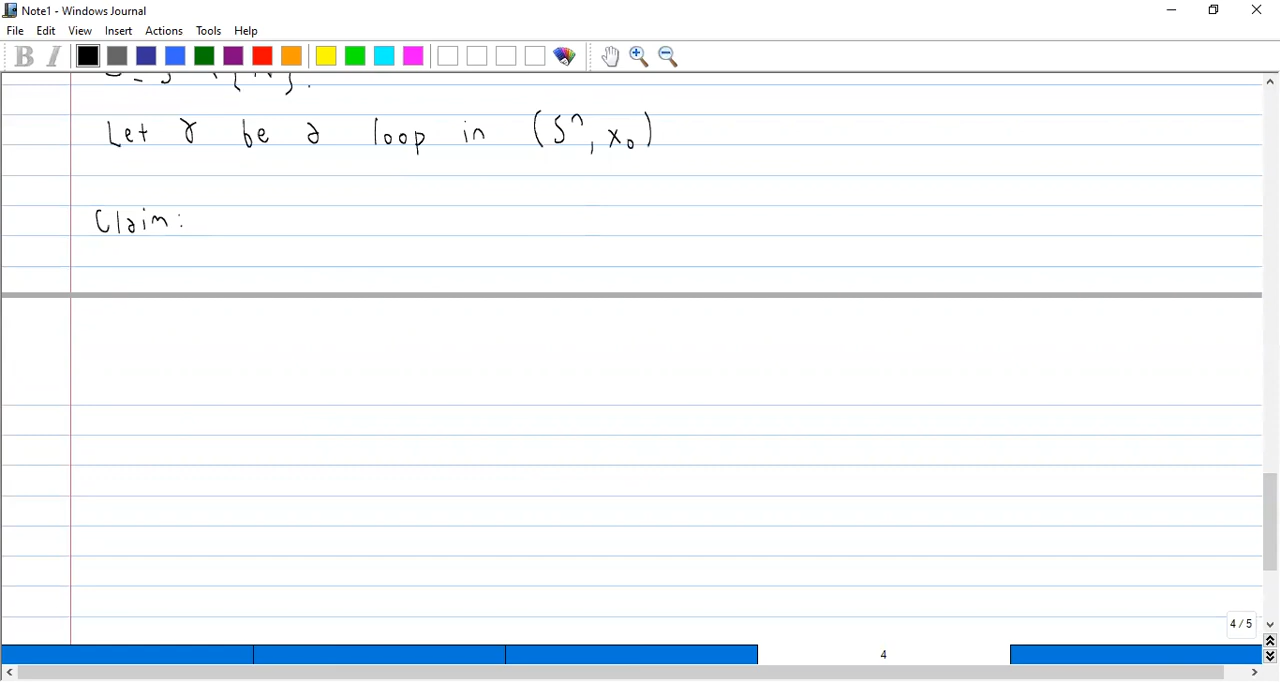 Note1 - Windows Journal
File Edit View Insert Actions Tools Help
B I
Let γ be a loop in (Sⁿ, x₀)
Claim:
4 / 5
4